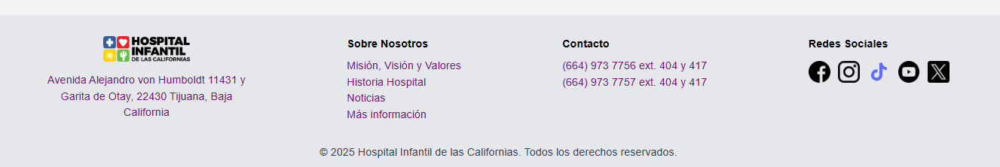 HOSPITAL
INFANTIL
DE LAS CALIFORNIAS
Avenida Alejandro von Humboldt 11431 y
Garita de Otay, 22430 Tijuana, Baja
California
Sobre Nosotros
Misión, Visión y Valores
Historia Hospital
Noticias
Más información
Contacto
(664) 973 7756 ext. 404 y 417
(664) 973 7757 ext. 404 y 417
Redes Sociales
© 2025 Hospital Infantil de las Californias. Todos los derechos reservados.